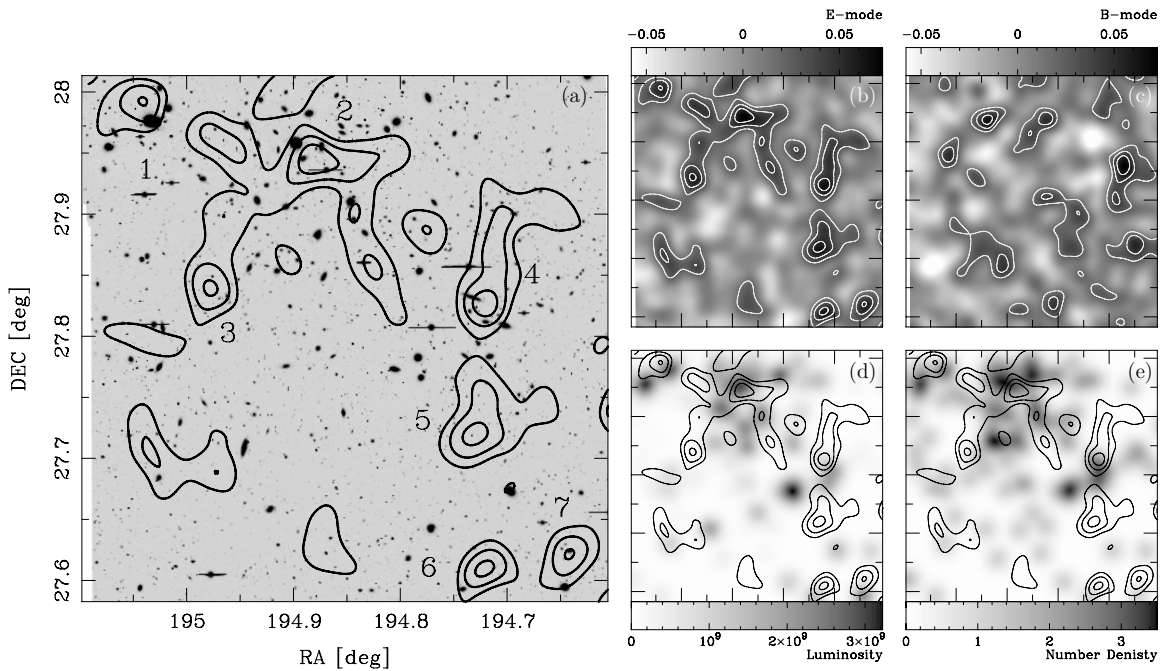 E-mode
B-mode
−0.05 0 0.05
−0.05 0 0.05
(a)
(b)
(c)
28
27.9
27.8
27.7
27.6
DEC [deg]
1
2
3
4
5
6
7
195 194.9 194.8 194.7
RA [deg]
(d)
(e)
0 10⁹ 2×10⁹ 3×10⁹
Luminosity
0 1 2 3
Number Denisty